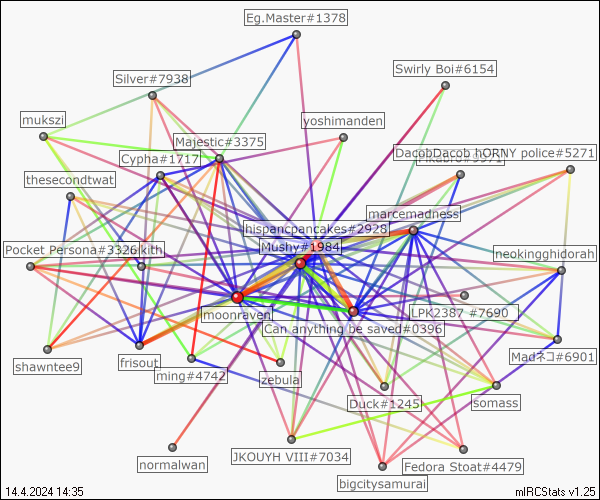 Eg.Master#1378
Swirly Boi#6154
Silver#7938
mukszi
yoshimanden
Majestic#3375
Cypha#1717
DacobDacob hORNY police#5271
thesecondtwat
marcemadness
hispancpancakes#2928
Mushy#1984
Pocket Persona#3326
kith
neokingghidorah
moonraven
LPK2387 #7690
Can anything be saved#0396
shawntee9
frisout
ming#4742
zebula
Madネコ#6901
Duck#1245
somass
normalwan
JKOUYH VIII#7034
Fedora Stoat#4479
bigcitysamurai
14.4.2024 14:35
mIRCStats v1.25